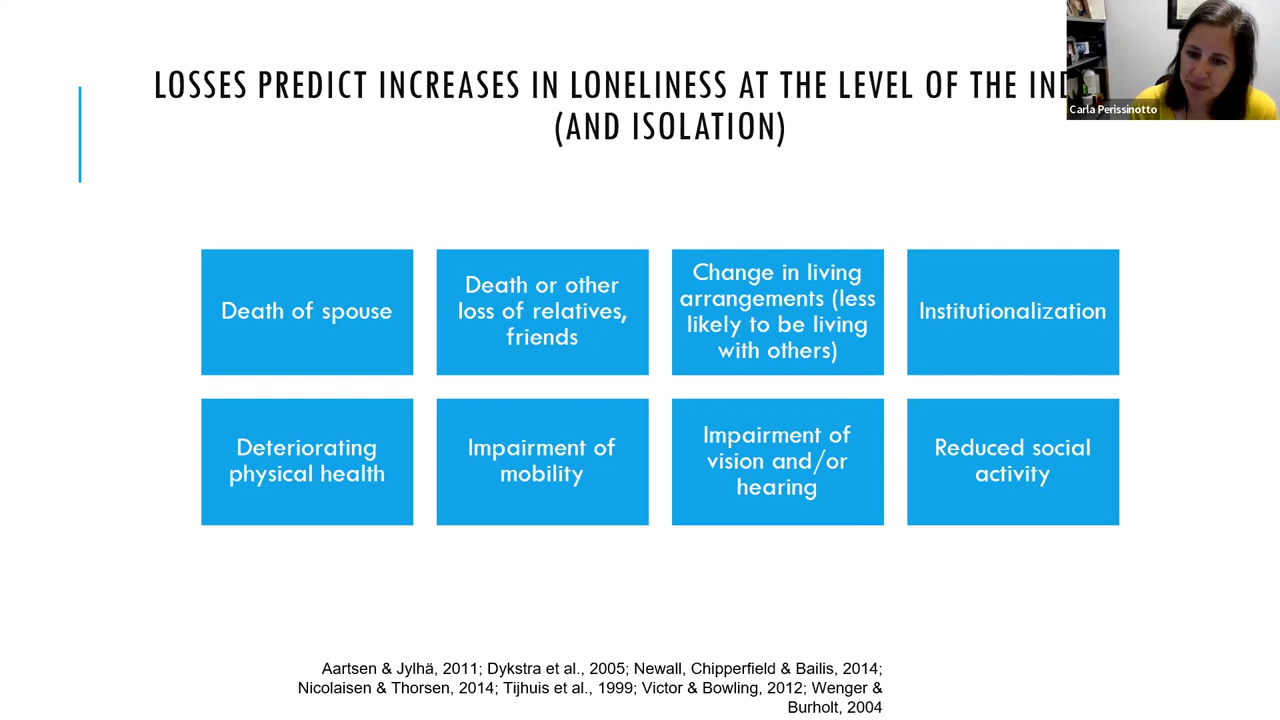 LOSSES PREDICT INCREASES IN LONELINESS AT THE LEVEL OF THE
(AND ISOLATION)
Carla Perissinotto
Death of spouse
Death or other
loss of relatives,
friends
Change in living
arrangements (less
likely to be living
with others)
Institutionalization
Deteriorating
physical health
Impairment of
mobility
Impairment of
vision and/or
hearing
Reduced social
activity
Aartsen & Jylhä, 2011; Dykstra et al., 2005; Newall, Chipperfield & Bailis, 2014;
Nicolaisen & Thorsen, 2014; Tijhuis et al., 1999; Victor & Bowling, 2012; Wenger &
Burholt, 2004